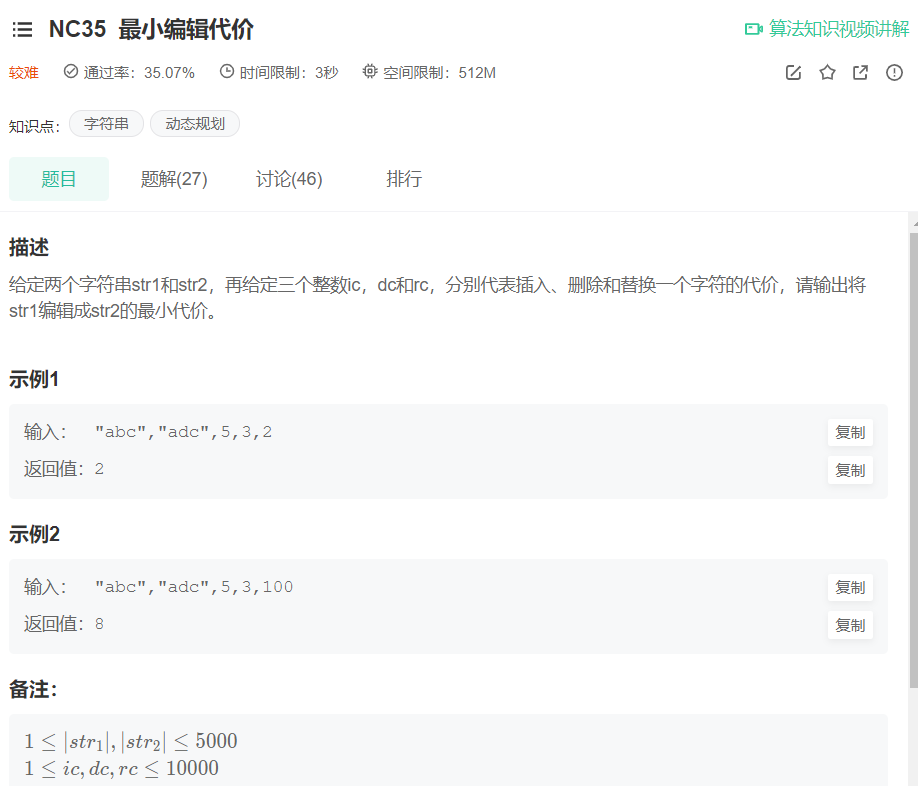 NC35 最小编辑代价
算法知识视频讲解
较难 通过率：35.07% 时间限制：3秒 空间限制：512M
知识点： 字符串 动态规划
题目 题解(27) 讨论(46) 排行
描述
给定两个字符串str1和str2，再给定三个整数ic，dc和rc，分别代表插入、删除和替换一个字符的代价，请输出将
str1编辑成str2的最小代价。
示例1
输入： "abc","adc",5,3,2 复制
返回值：2 复制
示例2
输入： "abc","adc",5,3,100 复制
返回值：8 复制
备注：
1 ≤ |str₁|, |str₂| ≤ 5000
1 ≤ ic, dc, rc ≤ 10000